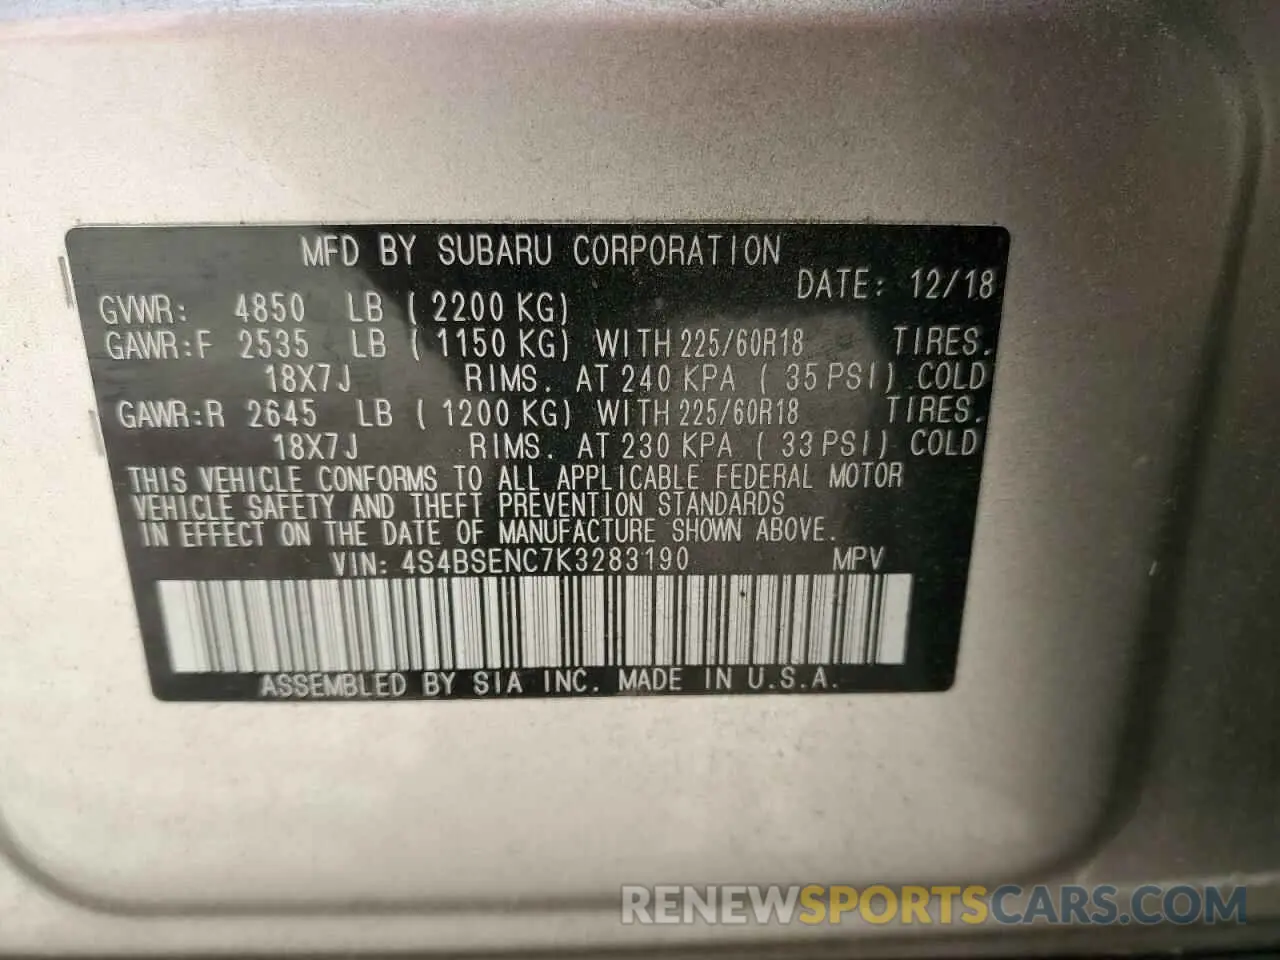 MFD BY SUBARU CORPORATION
DATE: 12/18
GVWR: 4850 LB ( 2200 KG)
GAWR:F 2535 LB ( 1150 KG) WITH 225/60R18 TIRES.
18X7J RIMS. AT 240 KPA ( 35 PSI) COLD
GAWR:R 2645 LB ( 1200 KG) WITH 225/60R18 TIRES.
18X7J RIMS. AT 230 KPA ( 33 PSI) COLD
THIS VEHICLE CONFORMS TO ALL APPLICABLE FEDERAL MOTOR
VEHICLE SAFETY AND THEFT PREVENTION STANDARDS
IN EFFECT ON THE DATE OF MANUFACTURE SHOWN ABOVE.
VIN: 4S4BSENC7K3283190 MPV
ASSEMBLED BY SIA INC. MADE IN U.S.A.
RENEWSPORTSCARS.COM